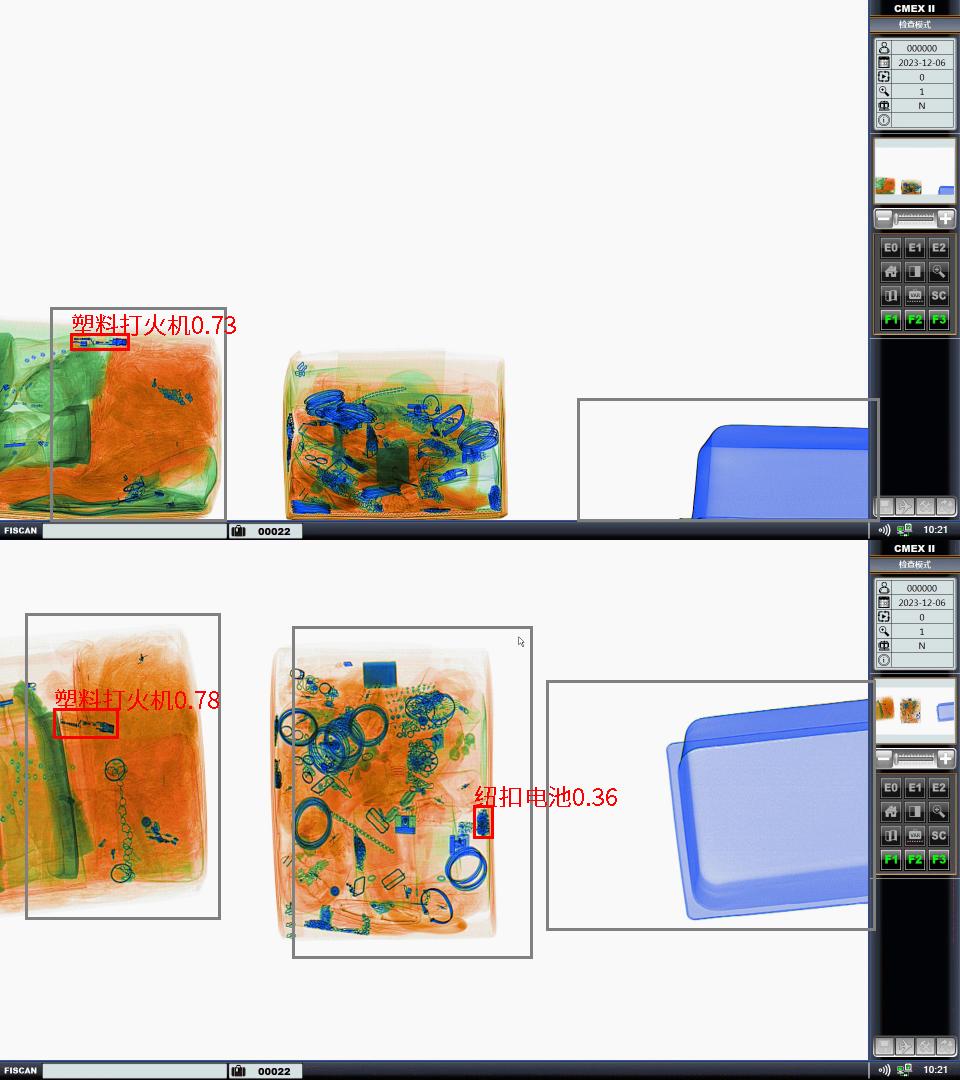 CMEX II
检查模式
000000
2023-12-06
0
1
N
E0 E1 E2
VAR SC
F1 F2 F3
塑料打火机0.73
FISCAN
00022
10:21
CMEX II
检查模式
000000
2023-12-06
0
1
N
E0 E1 E2
VAR SC
F1 F2 F3
塑料打火机0.78
纽扣电池0.36
FISCAN
00022
10:21